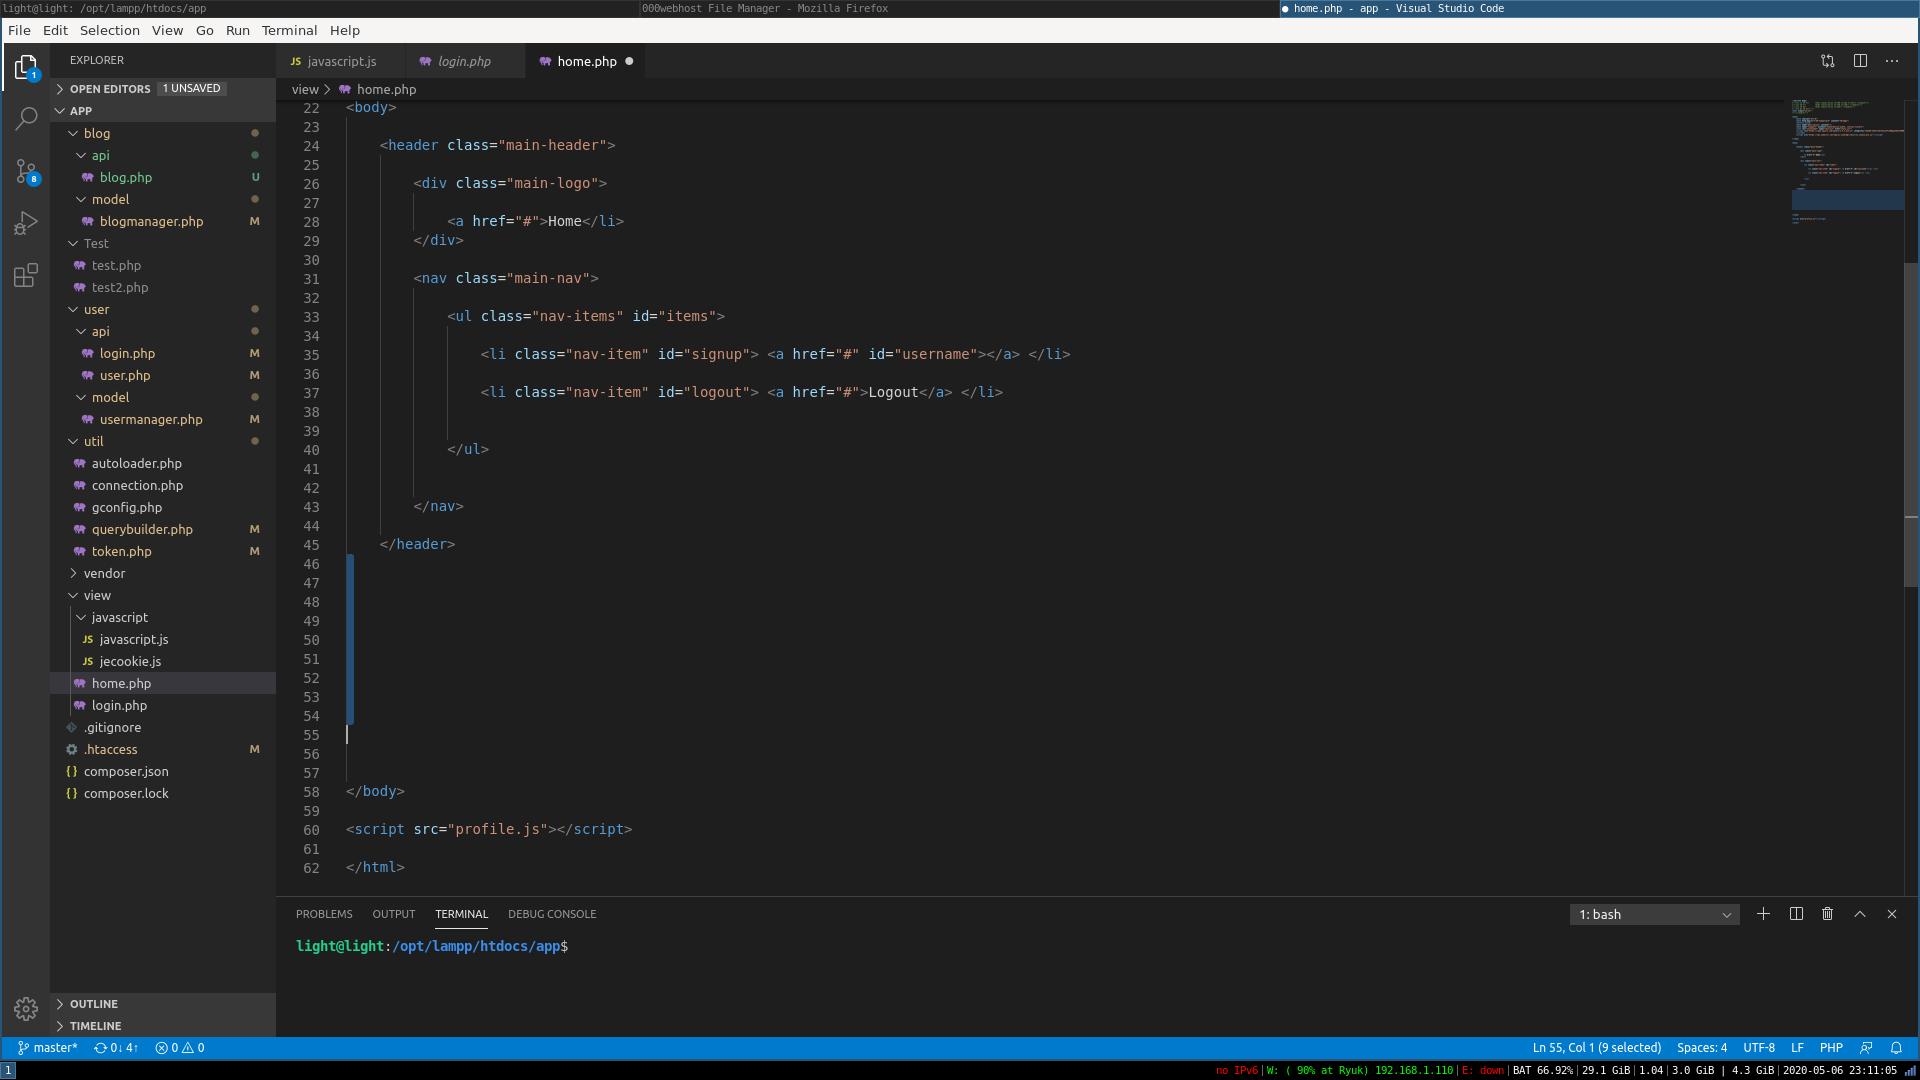 light@light: /opt/lampp/htdocs/app
000webhost File Manager - Mozilla Firefox
● home.php - app - Visual Studio Code
File Edit Selection View Go Run Terminal Help
EXPLORER
OPEN EDITORS 1 UNSAVED
APP
blog
api
blog.php U
model
blogmanager.php M
Test
test.php
test2.php
user
api
login.php M
user.php M
model
usermanager.php M
util
autoloader.php
connection.php
gconfig.php
querybuilder.php M
token.php M
vendor
view
javascript
JS javascript.js
JS jecookie.js
home.php
login.php
.gitignore
.htaccess M
{} composer.json
{} composer.lock
OUTLINE
TIMELINE
1
8
JS javascript.js login.php home.php
view > home.php
22 <body>
23
24 <header class="main-header">
25
26 <div class="main-logo">
27
28 <a href="#">Home</li>
29 </div>
30
31 <nav class="main-nav">
32
33 <ul class="nav-items" id="items">
34
35 <li class="nav-item" id="signup"> <a href="#" id="username"></a> </li>
36
37 <li class="nav-item" id="logout"> <a href="#">Logout</a> </li>
38
39
40 </ul>
41
42
43 </nav>
44
45 </header>
46
47
48
49
50
51
52
53
54
55
56
57
58 </body>
59
60 <script src="profile.js"></script>
61
62 </html>
PROBLEMS OUTPUT TERMINAL DEBUG CONSOLE
1: bash
light@light:/opt/lampp/htdocs/app$
master* 0↓ 4↑ 0 0
Ln 55, Col 1 (9 selected) Spaces: 4 UTF-8 LF PHP
1
no IPv6|W: ( 90% at Ryuk) 192.168.1.110|E: down|BAT 66.92%|29.1 GiB|1.04|3.0 GiB | 4.3 GiB|2020-05-06 23:11:05